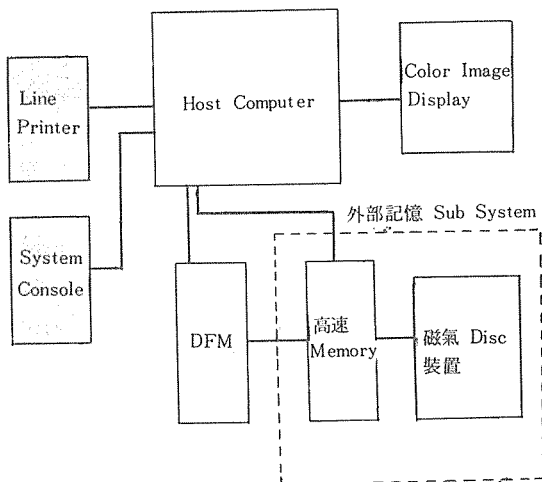 Line
Printer
Host Computer
Color Image
Display
外部記憶 Sub System
System
Console
DFM
高速
Memory
磁氣 Disc
裝置